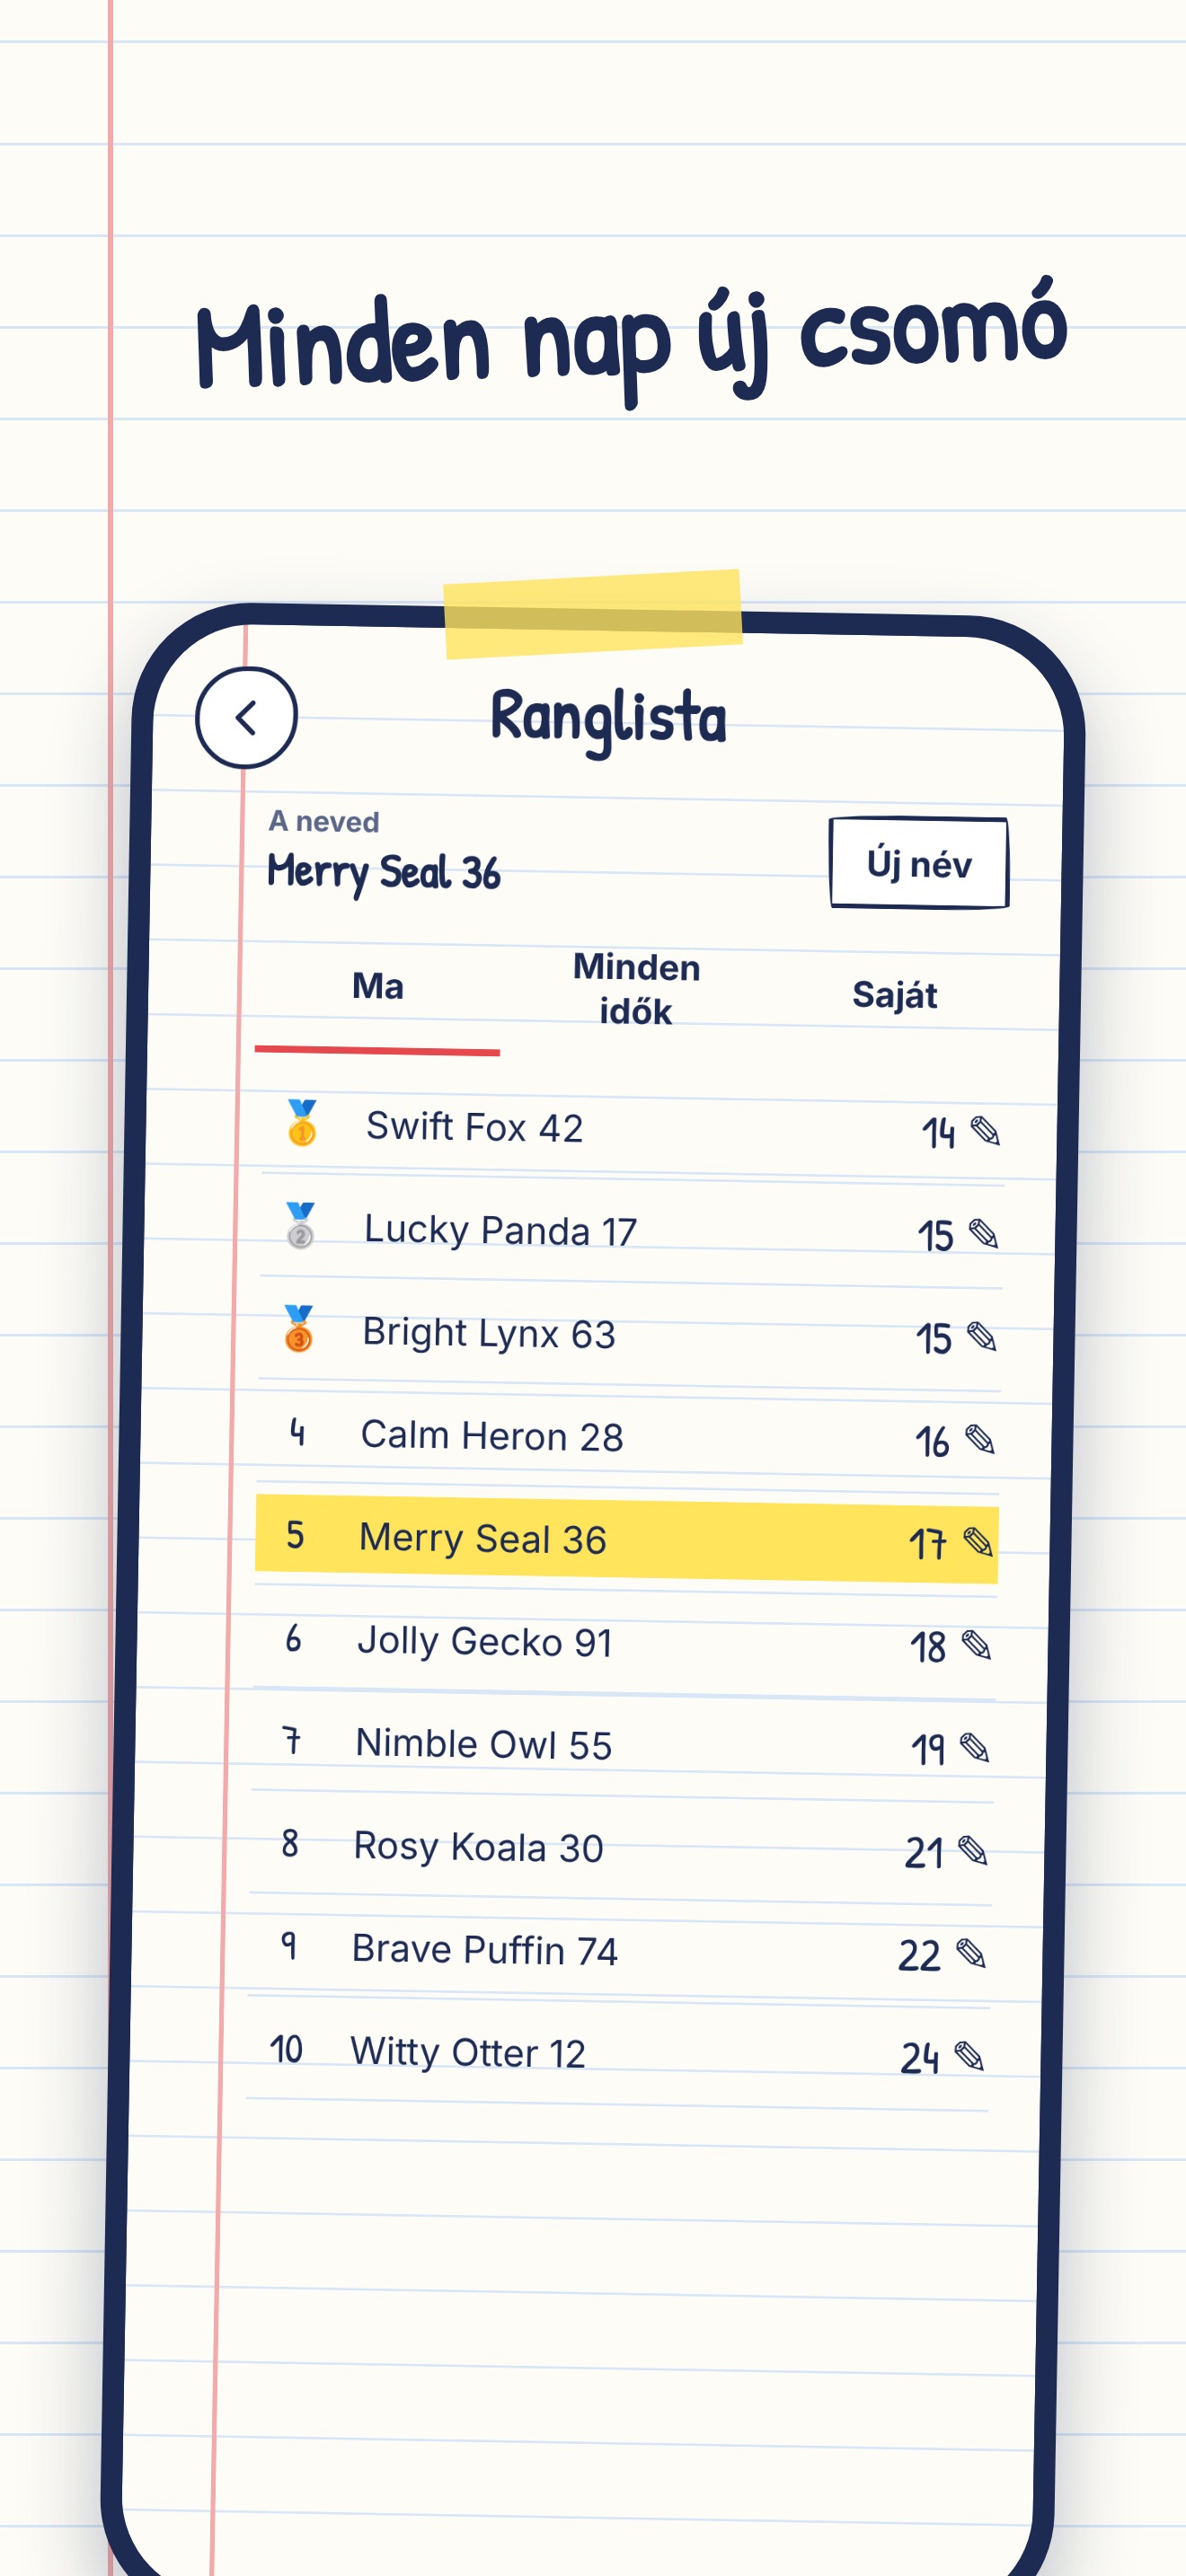 Minden nap új csomó
Ranglista
A neved
Merry Seal 36
Új név
Ma
Minden
idők
Saját
1 Swift Fox 42 14
2 Lucky Panda 17 15
3 Bright Lynx 63 15
4 Calm Heron 28 16
5 Merry Seal 36 17
6 Jolly Gecko 91 18
7 Nimble Owl 55 19
8 Rosy Koala 30 21
9 Brave Puffin 74 22
10 Witty Otter 12 24